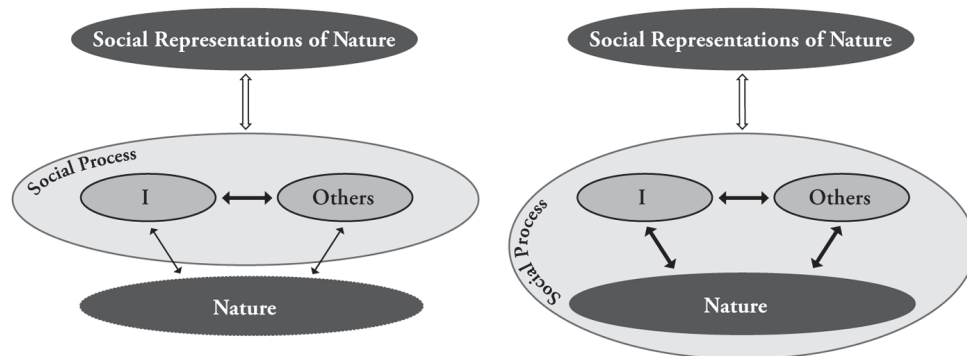 Social Representations of Nature
Social Process
I
Others
Nature
Social Representations of Nature
Social Process
I
Others
Nature